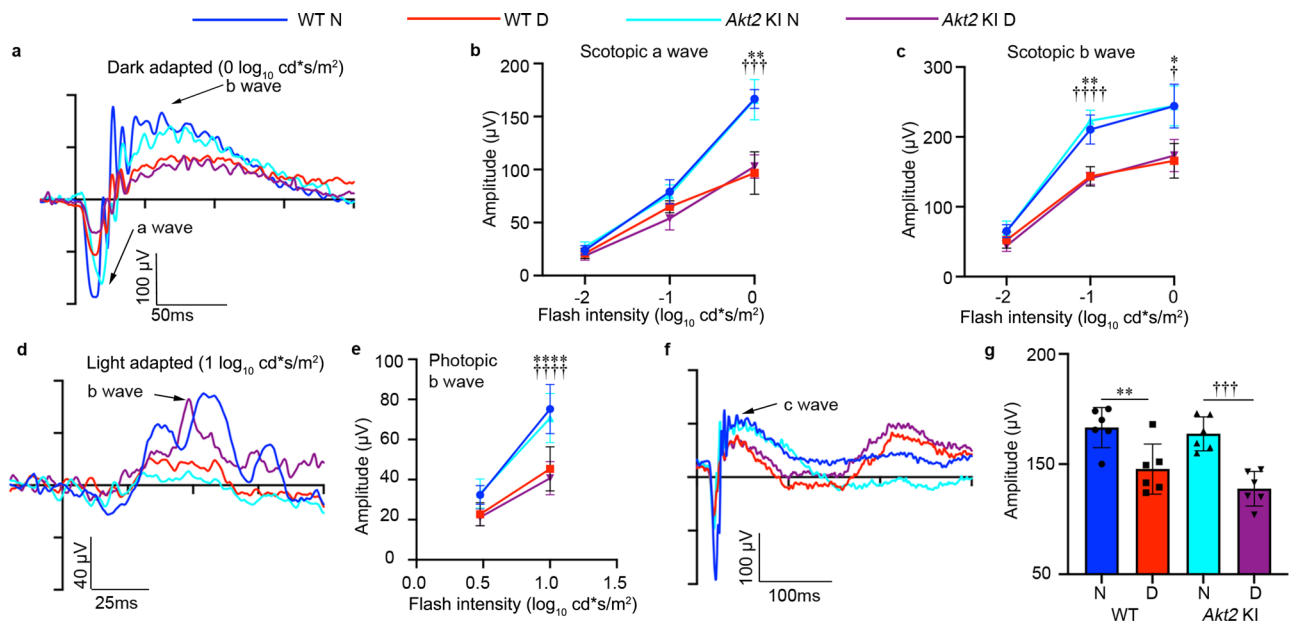 WT N WT D Akt2 KI N Akt2 KI D
a
Dark adapted (0 log10 cd*s/m²)
b wave
a wave
100 µV
50ms
b
Scotopic a wave
**
†††
200
150
100
50
0
Amplitude (µV)
-2 -1 0
Flash intensity (log10 cd*s/m²)
c
Scotopic b wave
**
††††
*
†
300
200
100
0
Amplitude (µV)
-2 -1 0
Flash intensity (log10 cd*s/m²)
d
Light adapted (1 log10 cd*s/m²)
b wave
40 µV
25ms
e
Photopic
b wave
****
††††
100
80
60
40
20
0
Amplitude (µV)
0.0 0.5 1.0 1.5
Flash intensity (log10 cd*s/m²)
f
c wave
100 µV
100ms
g
200
150
50
Amplitude (µV)
**
†††
N D N D
WT Akt2 KI